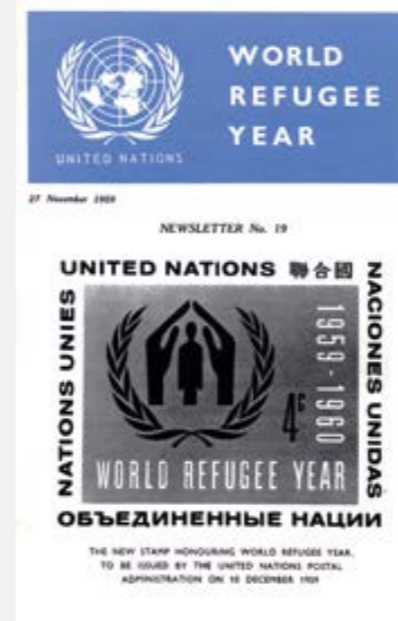 WORLD
REFUGEE
YEAR
UNITED NATIONS
27 November 1959
NEWSLETTER No. 19
UNITED NATIONS 聯合國
NACIONES UNIDAS
NATIONS UNIES
1959-1960
4c
WORLD REFUGEE YEAR
ОБЪЕДИНЕННЫЕ НАЦИИ
THE NEW STAMP HONOURING WORLD REFUGEE YEAR,
TO BE ISSUED BY THE UNITED NATIONS POSTAL
ADMINISTRATION ON 10 DECEMBER 1959